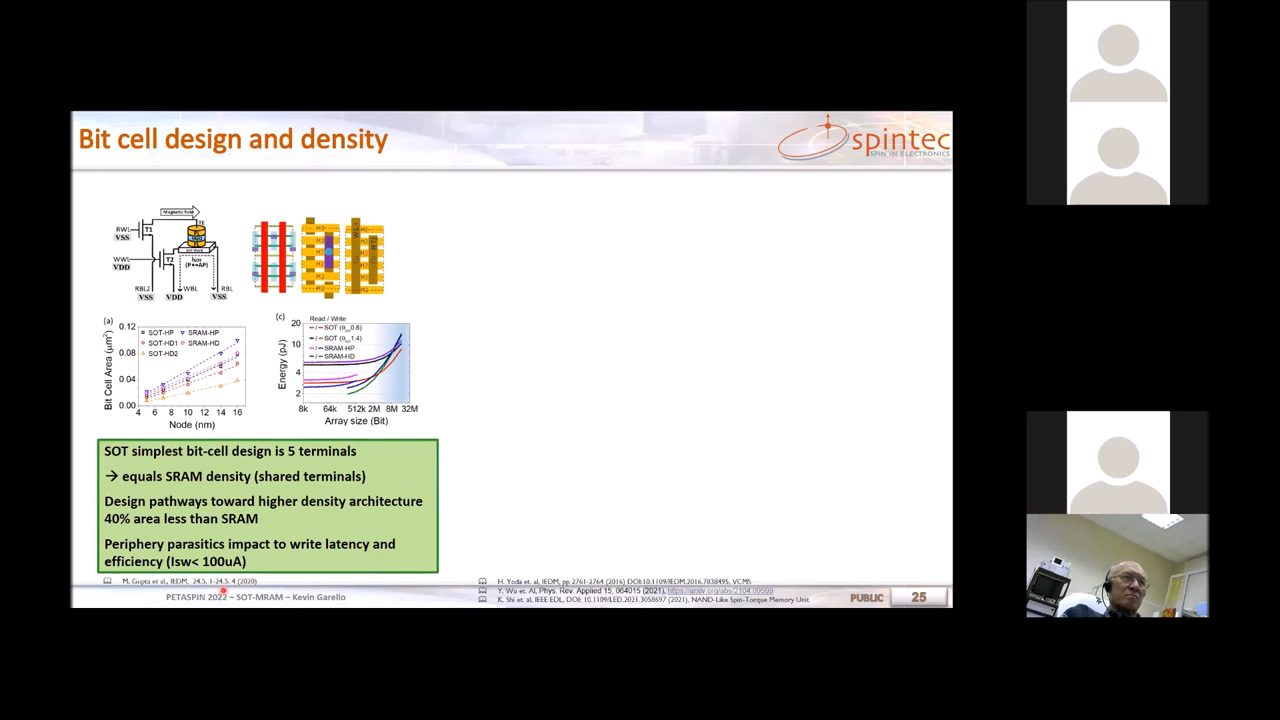 Bit cell design and density
spintec
SPIN IN ELECTRONICS
Magnetic field
TE
RWL
VSS
T1
WWL
VDD
T2
ISOT
(P↔AP)
RBL2
WBL
RBL
VSS
VDD
VSS
(a)
0.12
0.08
0.04
0.00
Bit Cell Area (μm²)
SOT-HP
SRAM-HP
SOT-HD1
SRAM-HD
SOT-HD2
4 6 8 10 12 14 16
Node (nm)
(c)
Read / Write
20
10
4
2
Energy (pJ)
SOT (θ 0.8)
SOT (θ 1.4)
SRAM-HP
SRAM-HD
8k 64k 512k 2M 8M 32M
Array size (Bit)
SOT simplest bit-cell design is 5 terminals
→ equals SRAM density (shared terminals)
Design pathways toward higher density architecture
40% area less than SRAM
Periphery parasitics impact to write latency and
efficiency (Isw< 100uA)
M. Gupta et al., IEDM, 24.5, 1-24.5, 4 (2020)
H. Yoda et. al, IEDM, pp 2761-2764 (2016) DOI:10.1109/IEDM.2016.7838495, VCMS
Y. Wu et. Al, Phys. Rev. Applied 15, 064015 (2021), https://arxiv.org/abs/2104.09599
K. Shi et. al, IEEE EDL, DOI: 10.1109/LED.2021.3058697 (2021), NAND-Like Spin-Torque Memory Unit
PETASPIN 2022 – SOT-MRAM – Kevin Garello
PUBLIC
25